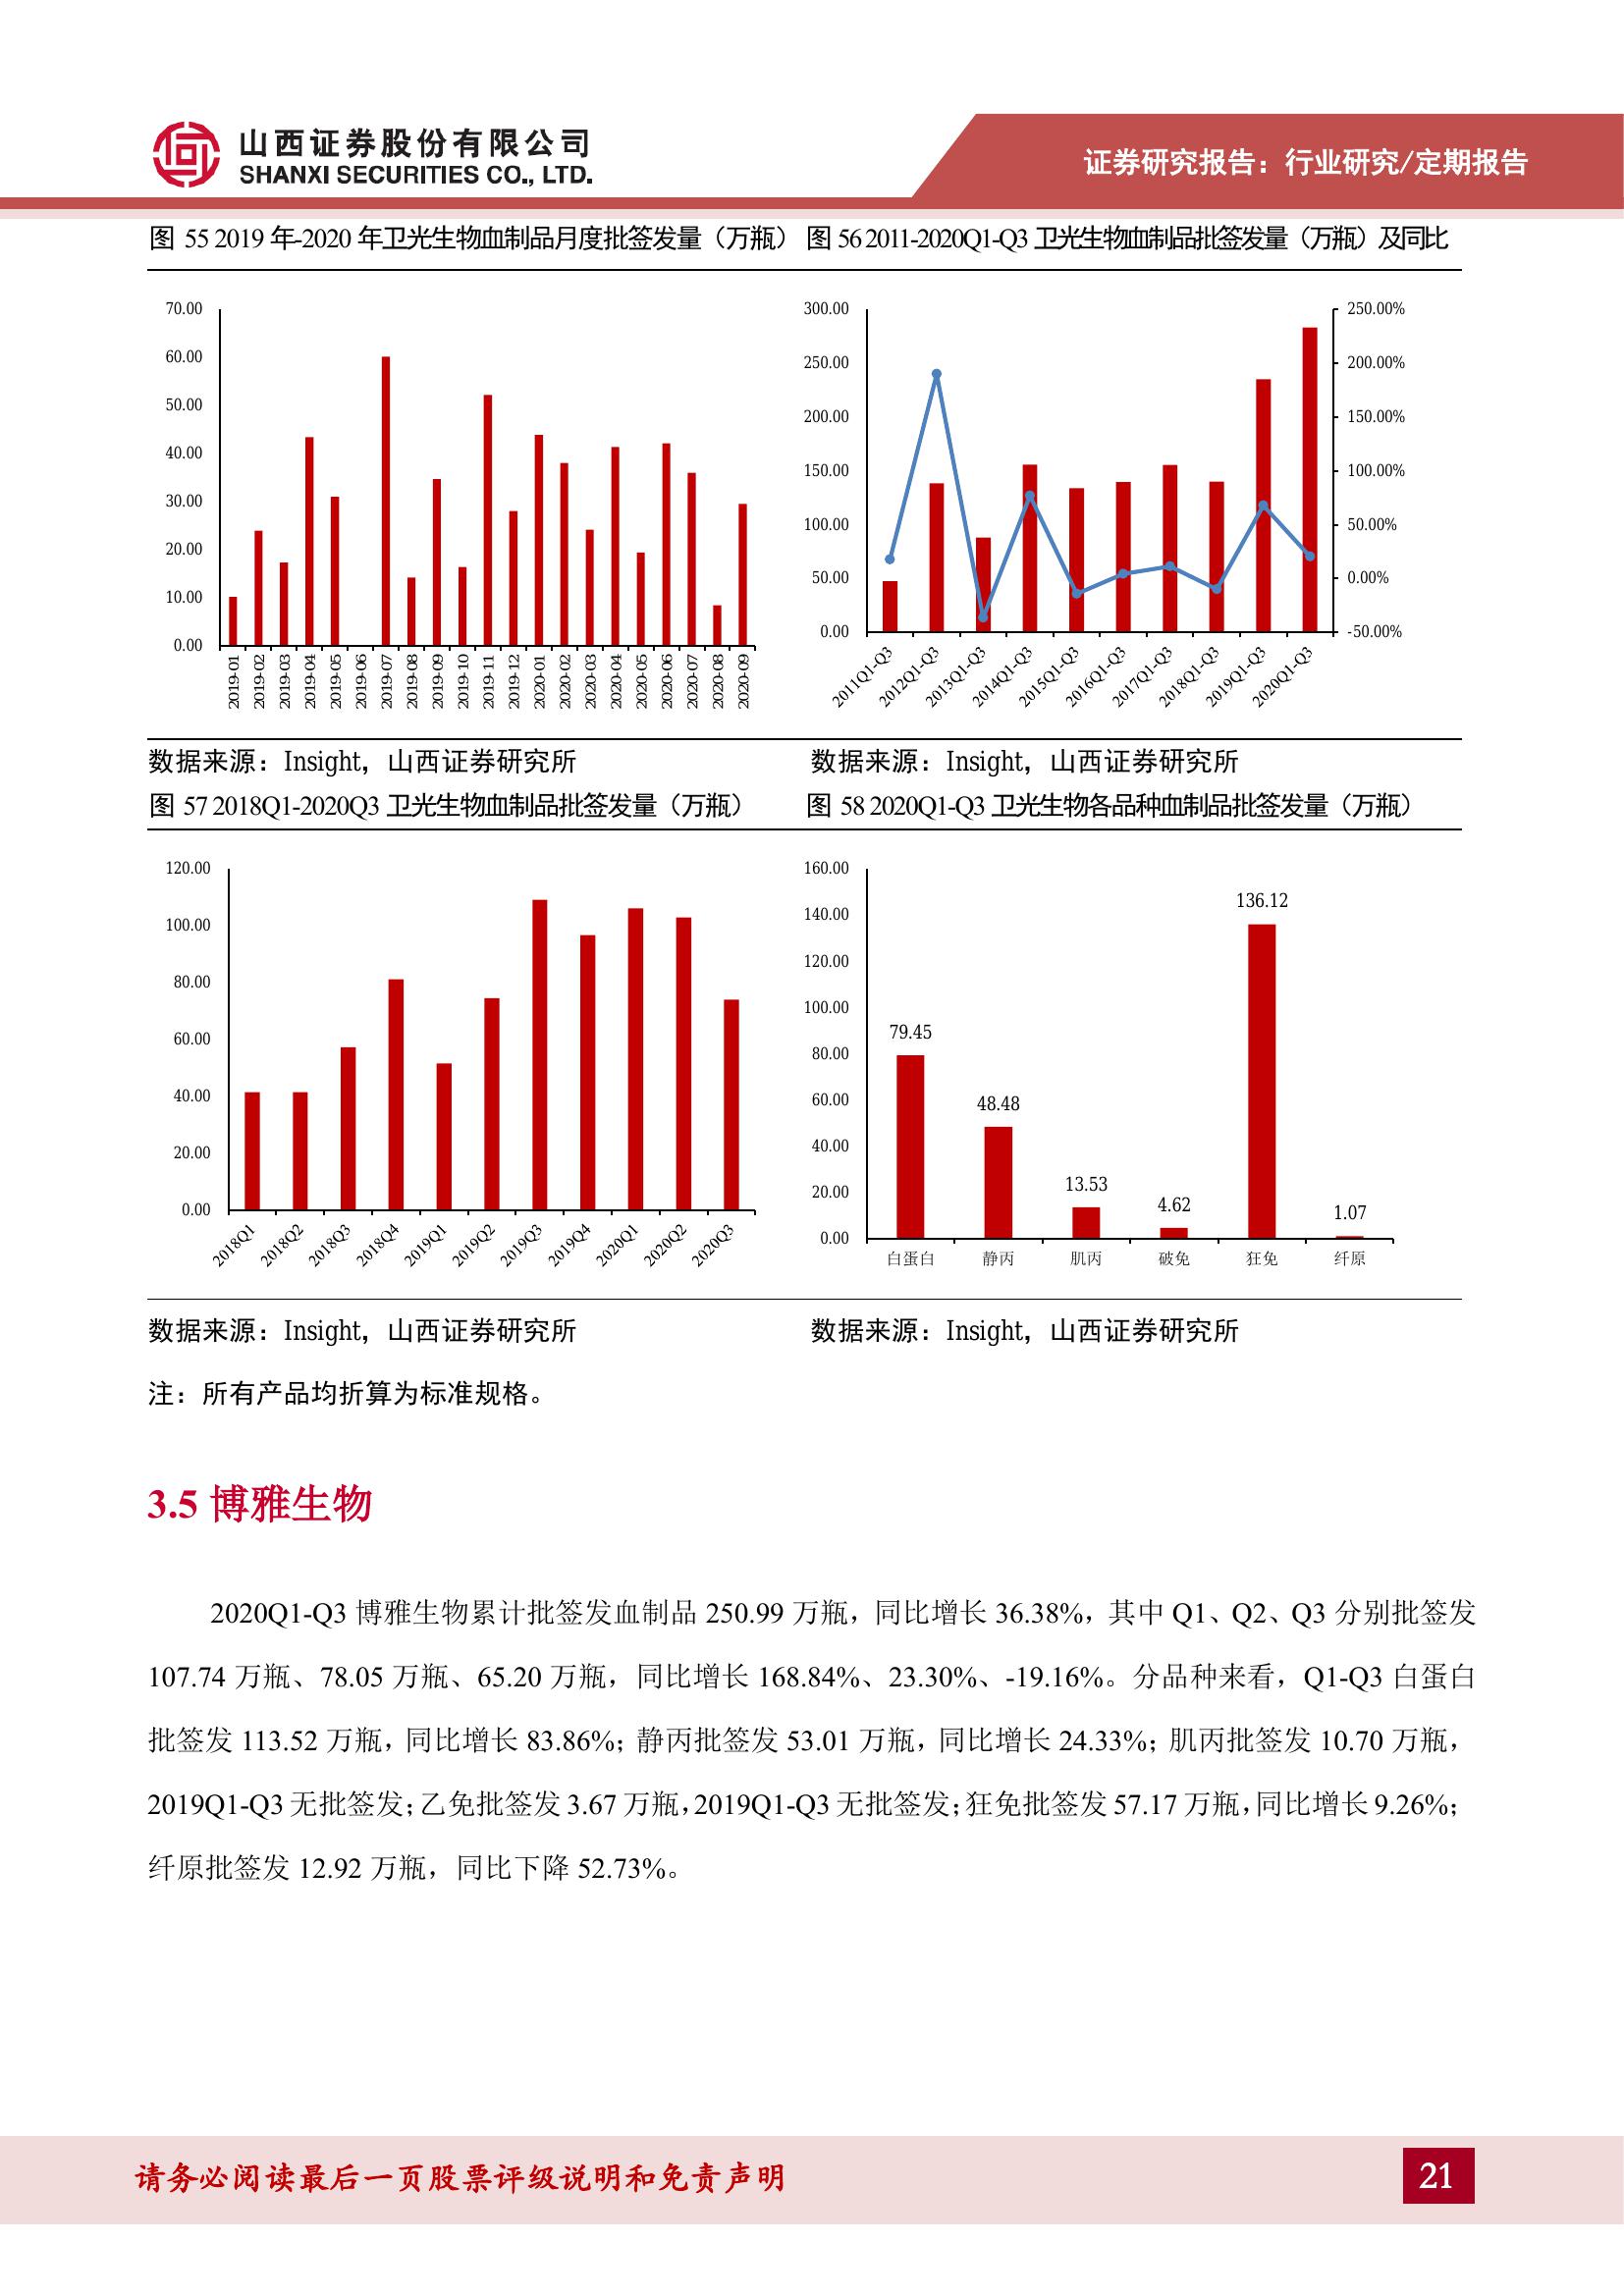 山西证券股份有限公司
SHANXI SECURITIES CO., LTD.
证券研究报告：行业研究/定期报告
图 55 2019 年-2020 年卫光生物血制品月度批签发量（万瓶）
图 56 2011-2020Q1-Q3 卫光生物血制品批签发量（万瓶）及同比
70.00
60.00
50.00
40.00
30.00
20.00
10.00
0.00
2019-01
2019-02
2019-03
2019-04
2019-05
2019-06
2019-07
2019-08
2019-09
2019-10
2019-11
2019-12
2020-01
2020-02
2020-03
2020-04
2020-05
2020-06
2020-07
2020-08
2020-09
300.00
250.00
200.00
150.00
100.00
50.00
0.00
250.00%
200.00%
150.00%
100.00%
50.00%
0.00%
-50.00%
2011Q1-Q3
2012Q1-Q3
2013Q1-Q3
2014Q1-Q3
2015Q1-Q3
2016Q1-Q3
2017Q1-Q3
2018Q1-Q3
2019Q1-Q3
2020Q1-Q3
数据来源：Insight，山西证券研究所
数据来源：Insight，山西证券研究所
图 57 2018Q1-2020Q3 卫光生物血制品批签发量（万瓶）
图 58 2020Q1-Q3 卫光生物各品种血制品批签发量（万瓶）
120.00
100.00
80.00
60.00
40.00
20.00
0.00
2018Q1
2018Q2
2018Q3
2018Q4
2019Q1
2019Q2
2019Q3
2019Q4
2020Q1
2020Q2
2020Q3
160.00
140.00
120.00
100.00
80.00
60.00
40.00
20.00
0.00
79.45
48.48
13.53
4.62
136.12
1.07
白蛋白
静丙
肌丙
破免
狂免
纤原
数据来源：Insight，山西证券研究所
数据来源：Insight，山西证券研究所
注：所有产品均折算为标准规格。
3.5 博雅生物
2020Q1-Q3 博雅生物累计批签发血制品 250.99 万瓶，同比增长 36.38%，其中 Q1、Q2、Q3 分别批签发
107.74 万瓶、78.05 万瓶、65.20 万瓶，同比增长 168.84%、23.30%、-19.16%。分品种来看，Q1-Q3 白蛋白
批签发 113.52 万瓶，同比增长 83.86%；静丙批签发 53.01 万瓶，同比增长 24.33%；肌丙批签发 10.70 万瓶，
2019Q1-Q3 无批签发；乙免批签发 3.67 万瓶，2019Q1-Q3 无批签发；狂免批签发 57.17 万瓶，同比增长 9.26%；
纤原批签发 12.92 万瓶，同比下降 52.73%。
请务必阅读最后一页股票评级说明和免责声明
21